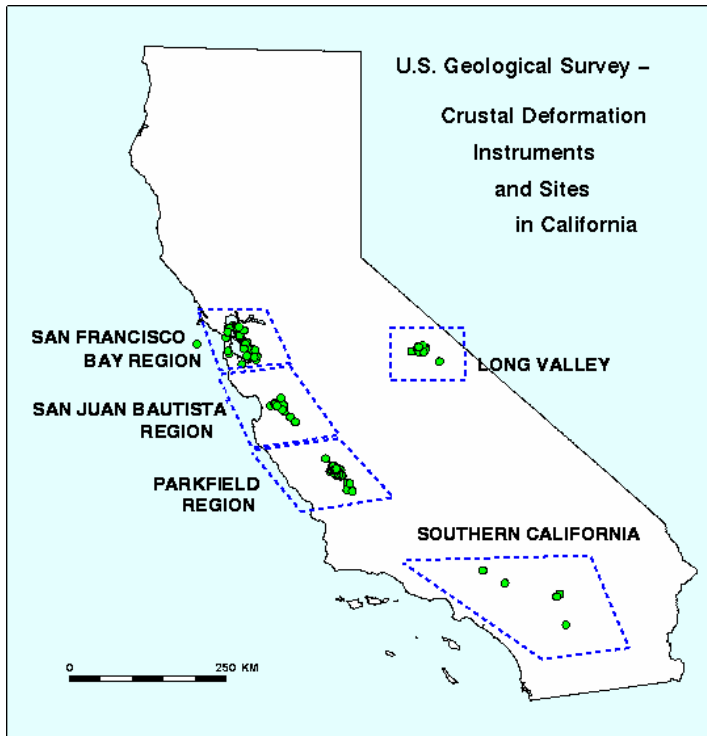 U.S. Geological Survey –
Crustal Deformation
Instruments
and Sites
in California
SAN FRANCISCO
BAY REGION
LONG VALLEY
SAN JUAN BAUTISTA
REGION
PARKFIELD
REGION
SOUTHERN CALIFORNIA
0 250 KM